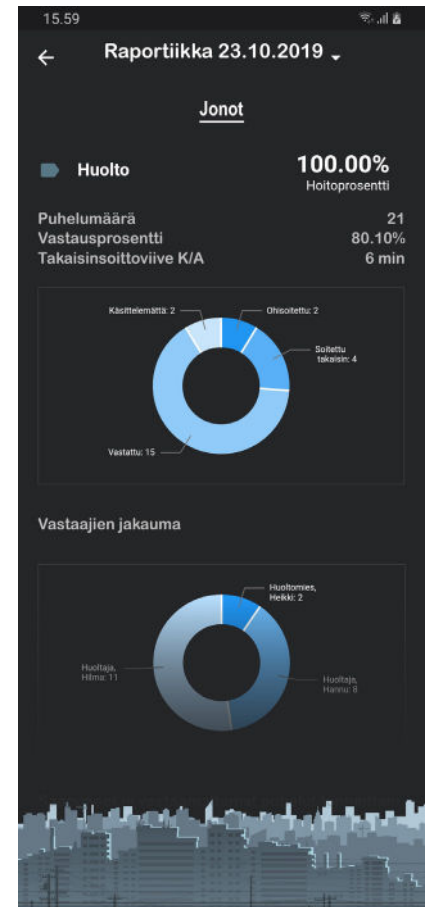 15.59
Raportiikka 23.10.2019
Jonot
Huolto 100.00%
Hoitoprosentti
Puhelumäärä 21
Vastausprosentti 80.10%
Takaisinsoittoviive K/A 6 min
Käsittelemättä: 2
Ohisoitettu: 2
Soitettu
takaisin: 4
Vastattu: 15
Vastaajien jakauma
Huoltomies,
Heikki: 2
Huoltaja,
Hilma: 11
Huoltaja,
Hannu: 8